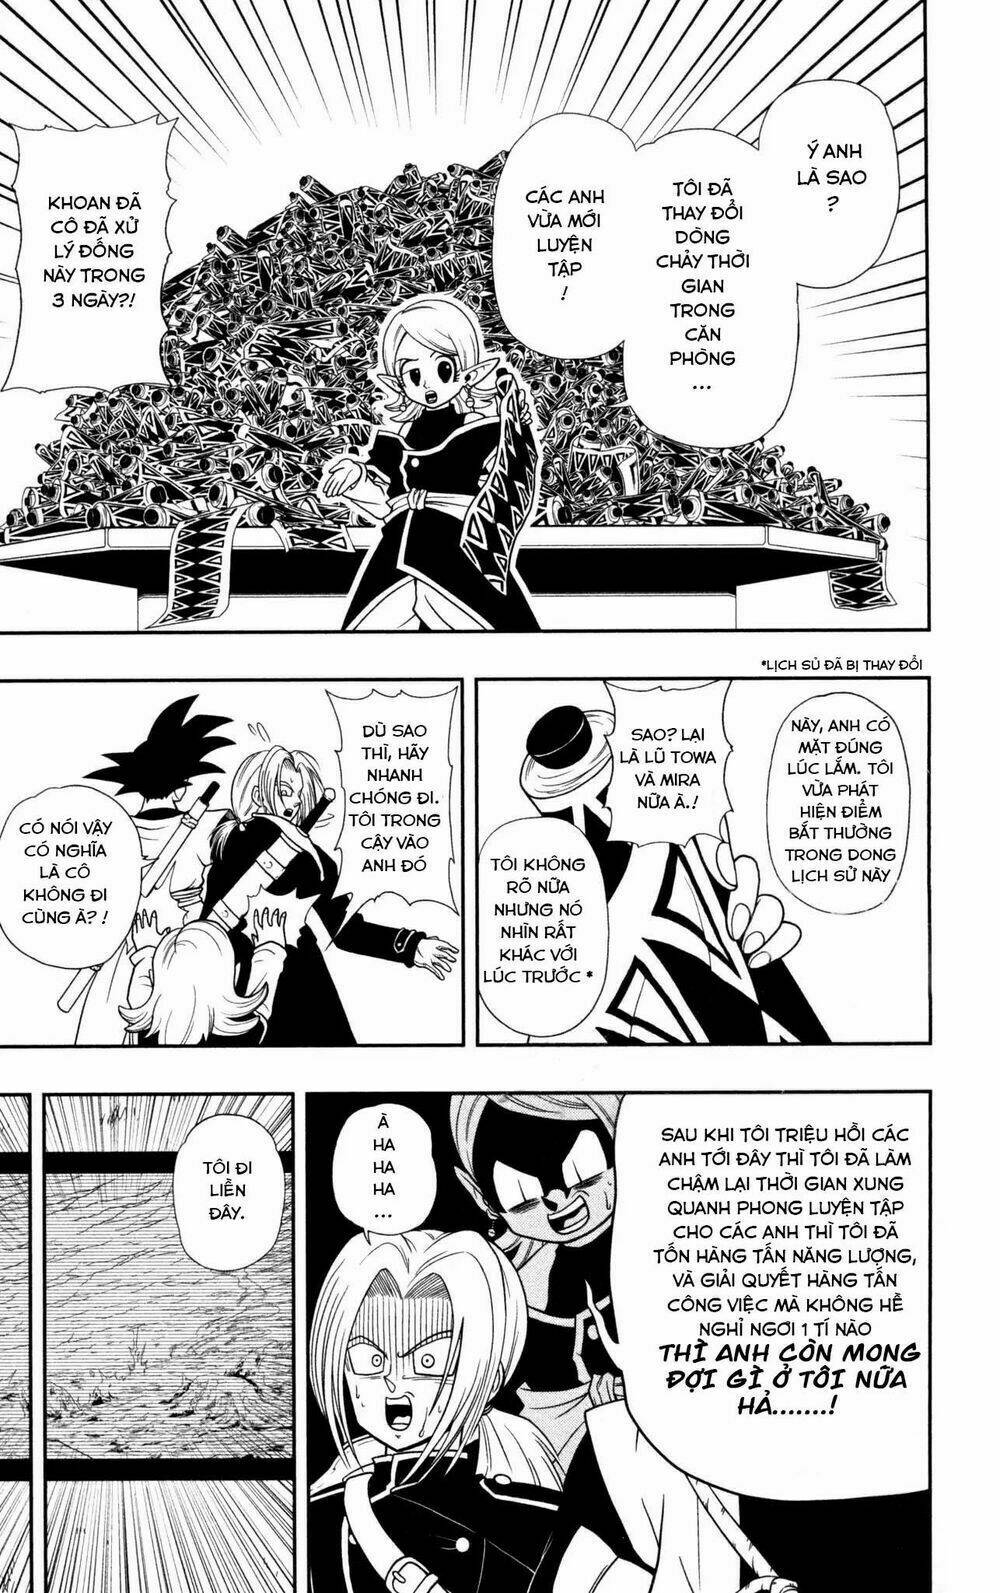 Ý ANH
LÀ SAO
?
TÔI ĐÃ
THAY ĐỔI
DÒNG
CHẢY THỜI
GIAN
TRONG
CĂN
PHÒNG
...
CÁC ANH
VỪA MỚI
LUYỆN
TẬP
!
KHOAN ĐÃ
CÔ ĐÃ XỬ
LÝ ĐỐNG
NÀY TRONG
3 NGÀY?!
*LỊCH SỦ ĐÃ BỊ THAY ĐỔI
NÀY, ANH CÓ
MẶT ĐÚNG
LÚC LẮM. TÔI
VỪA PHÁT
HIỆN ĐIỂM
BẮT THƯỜNG
TRONG DONG
LỊCH SỬ NÀY
SAO? LẠI
LÀ LŨ TOWA
VÀ MIRA
NỮA À.!
TÔI KHÔNG
RÕ NỮA
NHƯNG NÓ
NHÌN RẤT
KHÁC VỚI
LÚC TRƯỚC *
DÙ SAO
THÌ, HÃY
NHANH
CHÓNG ĐI.
TÔI TRONG
CẬY VÀO
ANH ĐÓ
CÓ NÓI VẬY
CÓ NGHĨA
LÀ CÔ
KHÔNG ĐI
CÙNG À?!
SAU KHI TÔI TRIỆU HỒI CÁC
ANH TỚI ĐÂY THÌ TÔI ĐÃ LÀM
CHẬM LẠI THỜI GIAN XUNG
QUANH PHONG LUYỆN TẬP
CHO CÁC ANH THÌ TÔI ĐÃ
TỐN HÀNG TẤN NĂNG LƯỢNG,
VÀ GIẢI QUYẾT HÀNG TẤN
CÔNG VIỆC MÀ KHÔNG HỀ
NGHỈ NGƠI 1 TÍ NÀO
THÌ ANH CÒN MONG
ĐỢI GÌ Ở TÔI NỮA
HẢ.......!
À
HA
HA
HA
...
TÔI ĐI
LIỀN
ĐÂY.